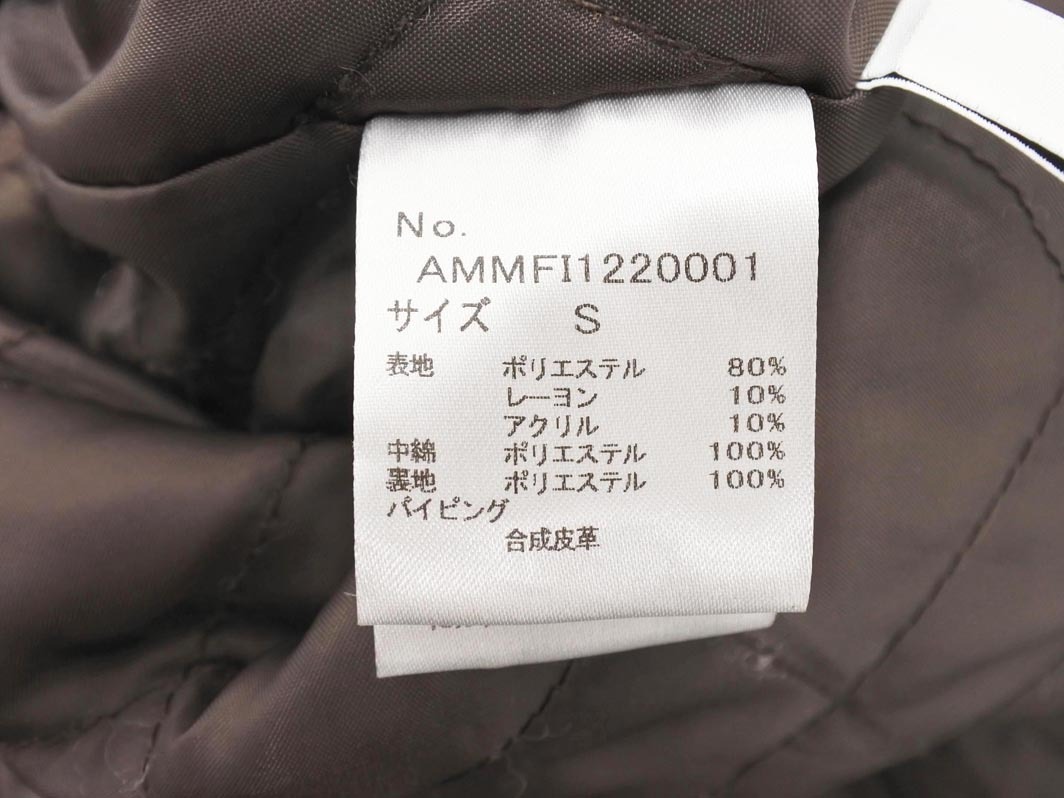 No.
AMMFI1220001
サイズ S
表地 ポリエステル 80%
レーヨン 10%
アクリル 10%
中綿 ポリエステル 100%
裏地 ポリエステル 100%
パイピング
合成皮革